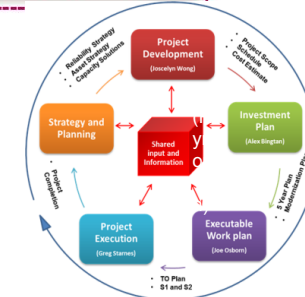 Project
Development
(Joscelyn Wong)
• Reliability Strategy
• Asset Strategy
• Capacity Solutions
• Project Scope
• Schedule
• Cost Estimate
Strategy and
Planning
Investment
Plan
(Alex Bingtan)
Shared
input and
Information
(
y
o
• 5 Year Plan
• Modernization
• Project
Completion
Project
Execution
(Greg Starnes)
Executable
Work plan
(Joe Osborn)
• TO Plan
• S1 and S2